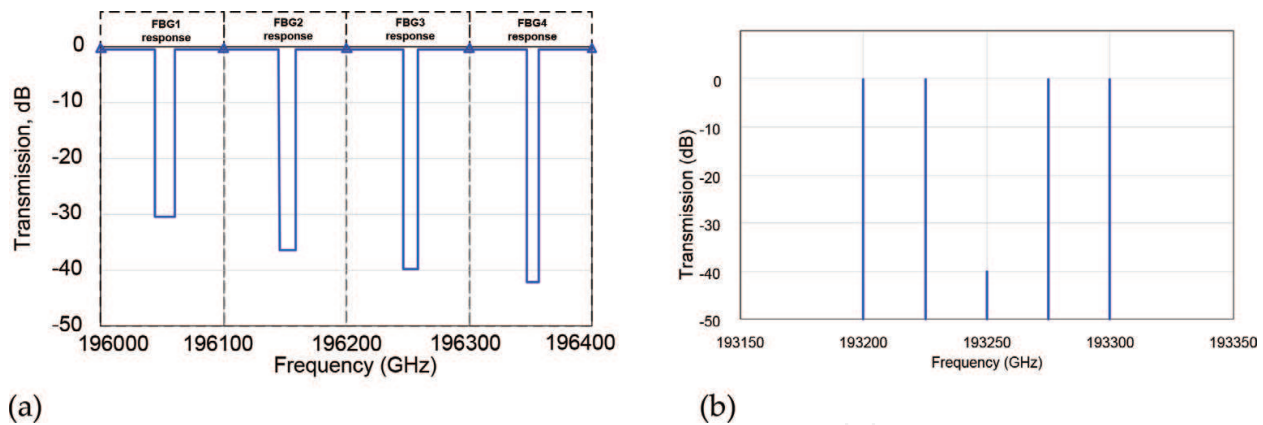 FBG1 response
FBG2 response
FBG3 response
FBG4 response
0
-10
-20
-30
-40
-50
Transmission, dB
196000 196100 196200 196300 196400
Frequency (GHz)
(a)
0
-10
-20
-30
-40
-50
Transmission (dB)
193150 193200 193250 193300 193350
Frequency (GHz)
(b)